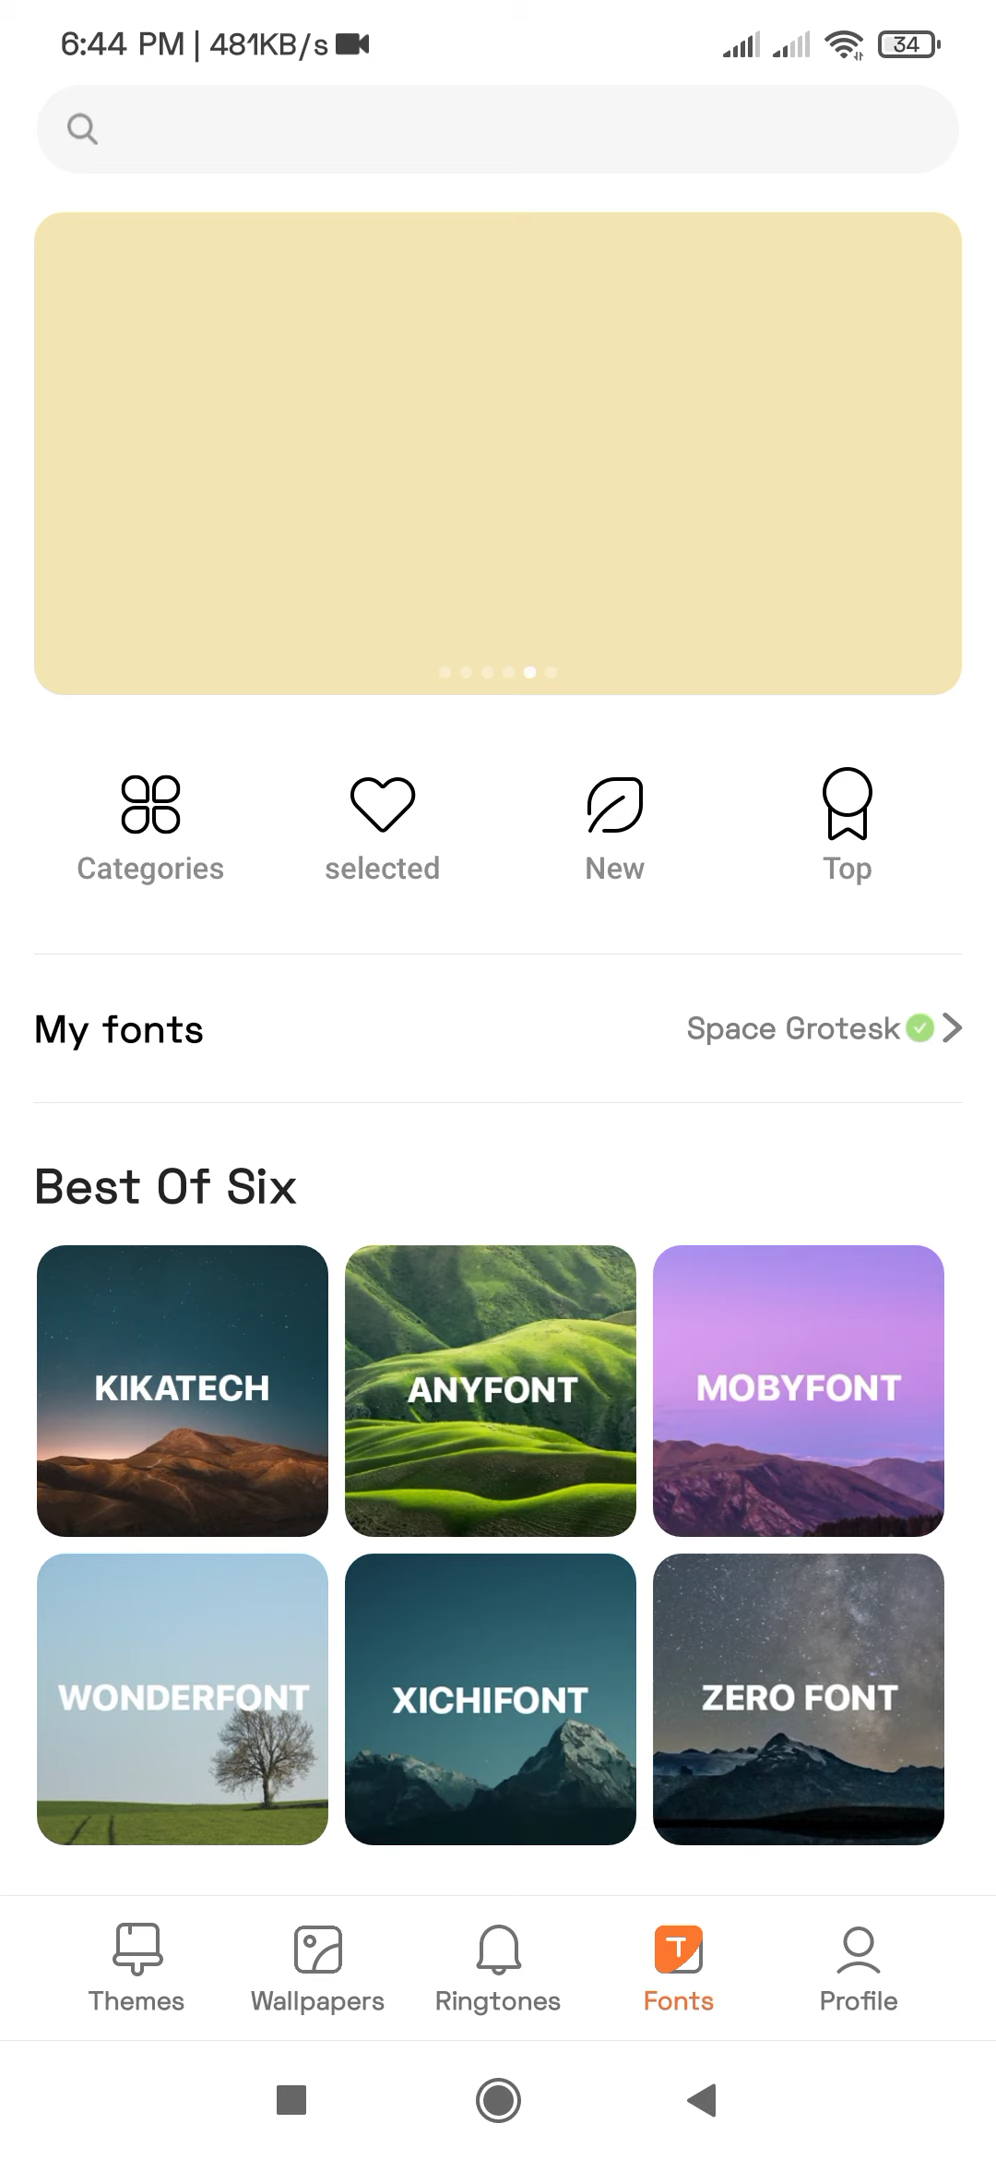 6:44 PM | 481KB/s 34
Categories selected New Top
My fonts Space Grotesk
Best Of Six
KIKATECH ANYFONT MOBYFONT
WONDERFONT XICHIFONT ZERO FONT
Themes Wallpapers Ringtones Fonts Profile